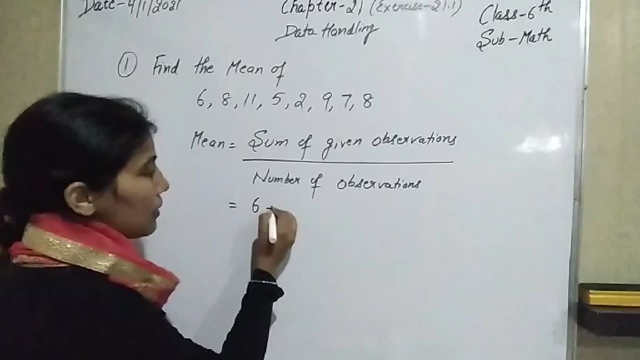 Date-4/1/2021
Chapter-21 (Exercise-21.1)
Data Handling
Class-6th
Sub-Math
① Find the Mean of
6, 8, 11, 5, 2, 9, 7, 8
Mean = Sum of given observations
Number of observations
= 6 +